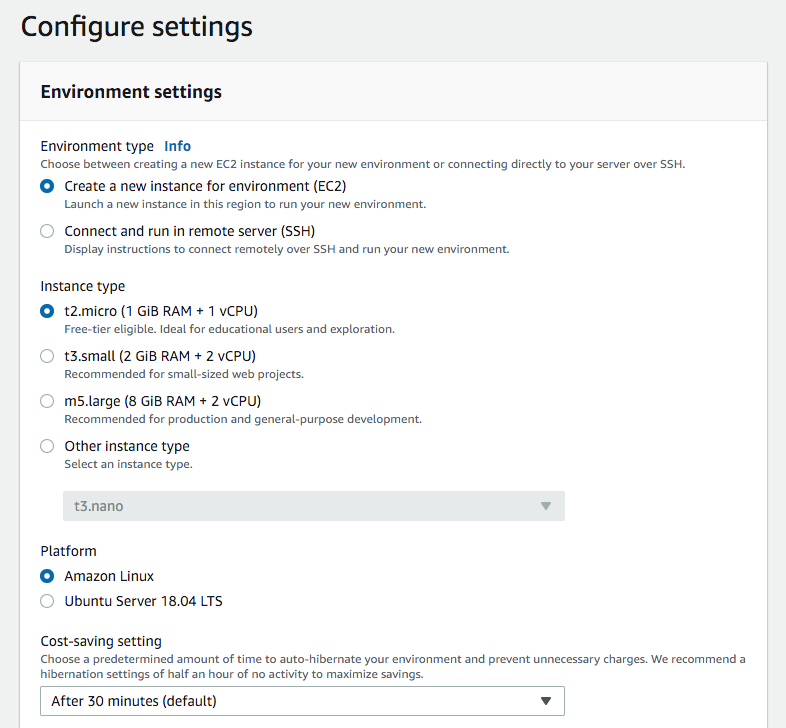 Configure settings
Environment settings
Environment type Info
Choose between creating a new EC2 instance for your new environment or connecting directly to your server over SSH.
Create a new instance for environment (EC2)
Launch a new instance in this region to run your new environment.
Connect and run in remote server (SSH)
Display instructions to connect remotely over SSH and run your new environment.
Instance type
t2.micro (1 GiB RAM + 1 vCPU)
Free-tier eligible. Ideal for educational users and exploration.
t3.small (2 GiB RAM + 2 vCPU)
Recommended for small-sized web projects.
m5.large (8 GiB RAM + 2 vCPU)
Recommended for production and general-purpose development.
Other instance type
Select an instance type.
t3.nano
Platform
Amazon Linux
Ubuntu Server 18.04 LTS
Cost-saving setting
Choose a predetermined amount of time to auto-hibernate your environment and prevent unnecessary charges. We recommend a
hibernation settings of half an hour of no activity to maximize savings.
After 30 minutes (default)